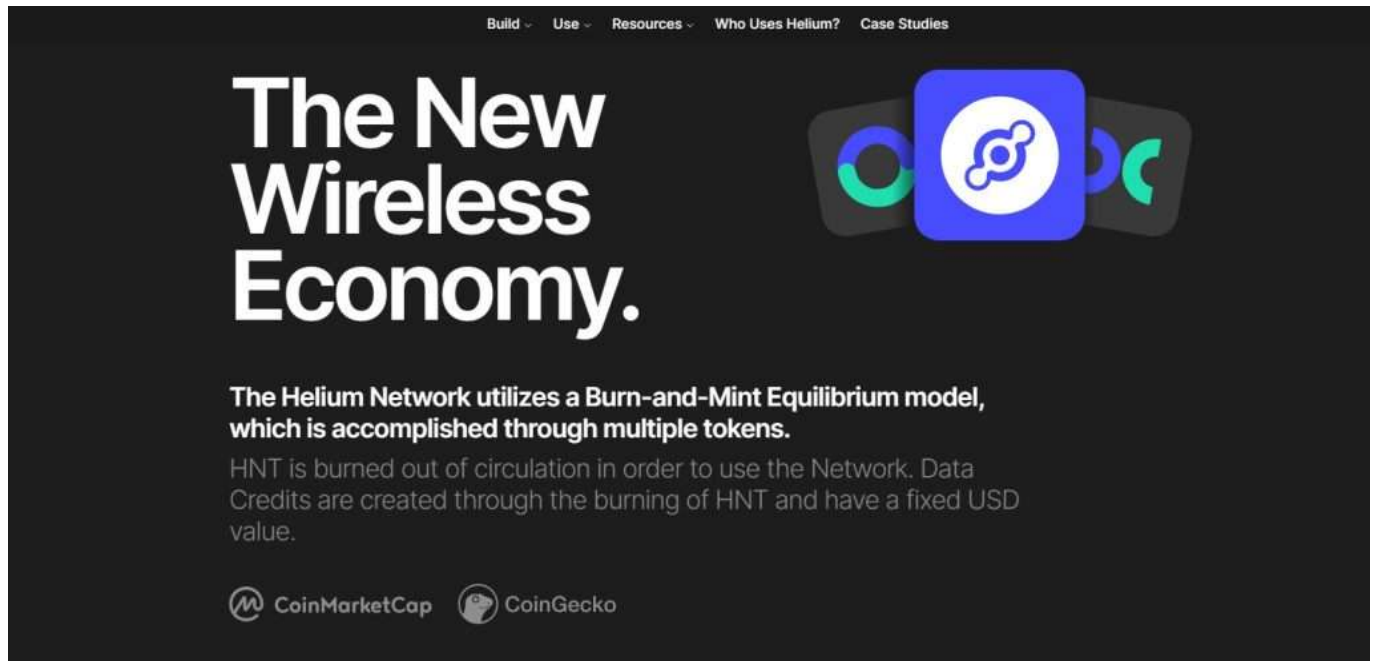 Build Use Resources Who Uses Helium? Case Studies
The New
Wireless
Economy.
The Helium Network utilizes a Burn-and-Mint Equilibrium model,
which is accomplished through multiple tokens.
HNT is burned out of circulation in order to use the Network. Data
Credits are created through the burning of HNT and have a fixed USD
value.
CoinMarketCap CoinGecko